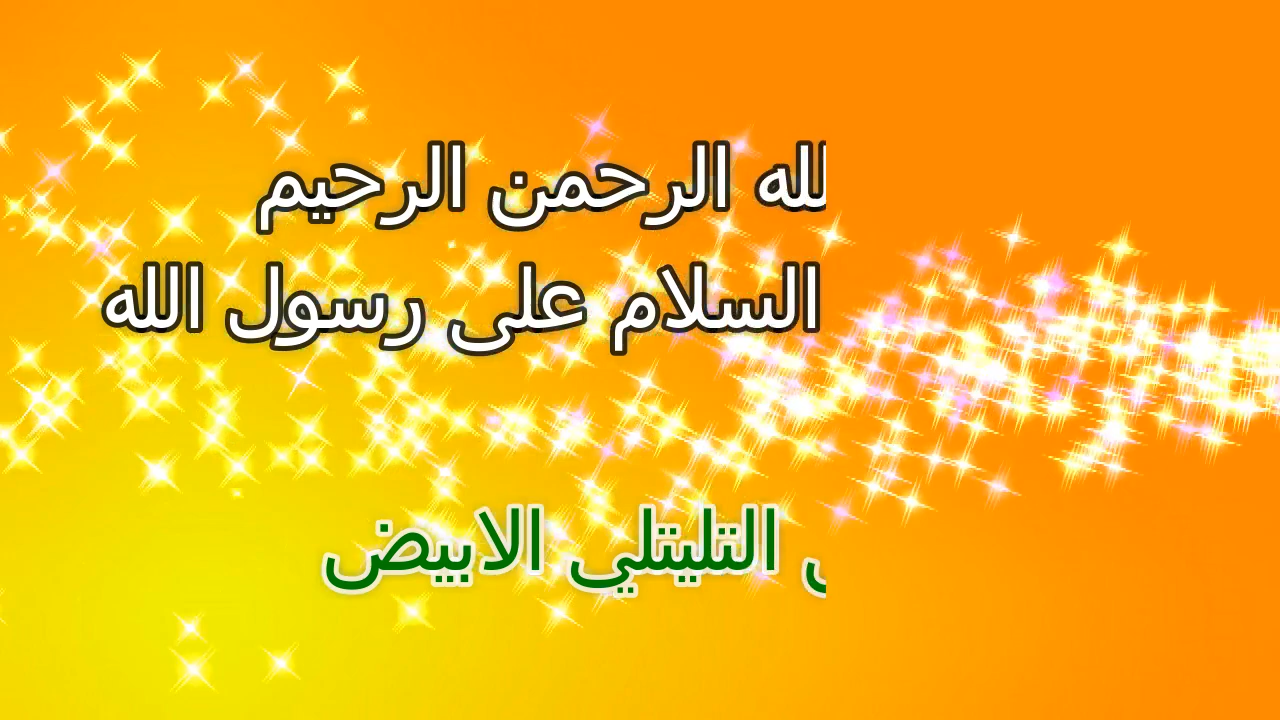 لله الرحمن الرحيم
السلام على رسول الله
التليتلي الابيض